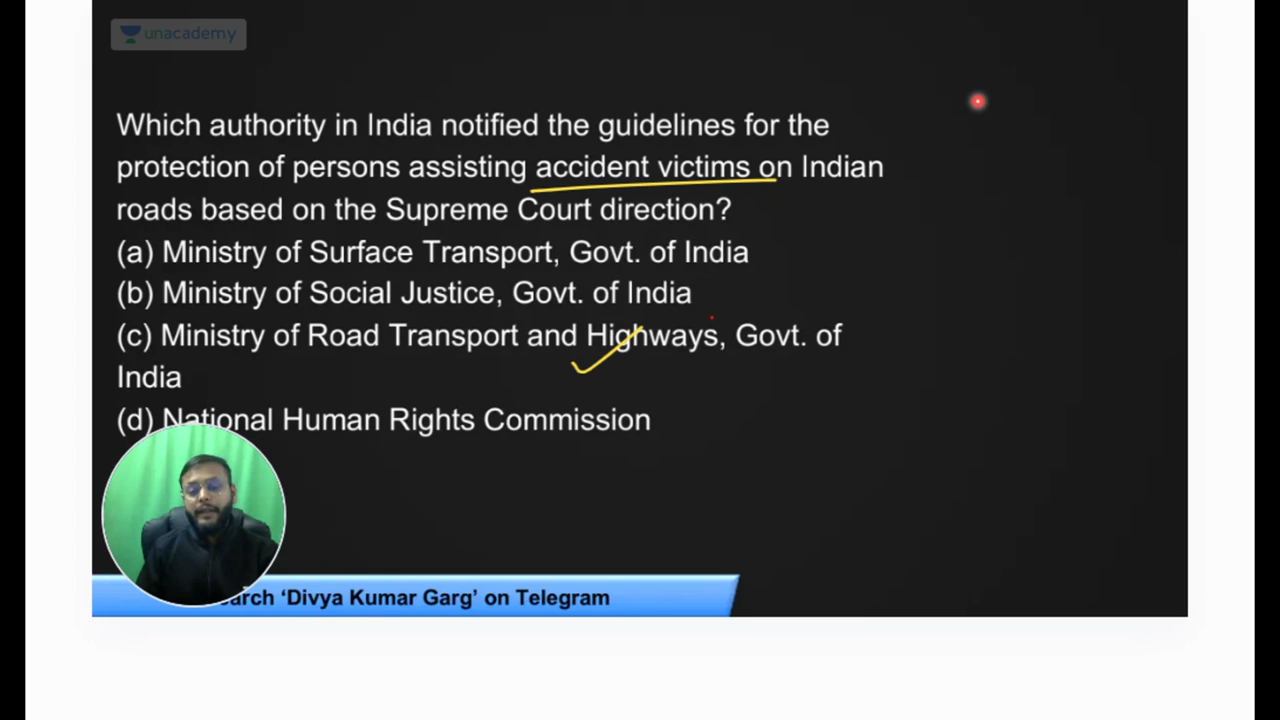 unacademy
Which authority in India notified the guidelines for the
protection of persons assisting accident victims on Indian
roads based on the Supreme Court direction?
(a) Ministry of Surface Transport, Govt. of India
(b) Ministry of Social Justice, Govt. of India
(c) Ministry of Road Transport and Highways, Govt. of
India
(d) National Human Rights Commission
‘Divya Kumar Garg’ on Telegram